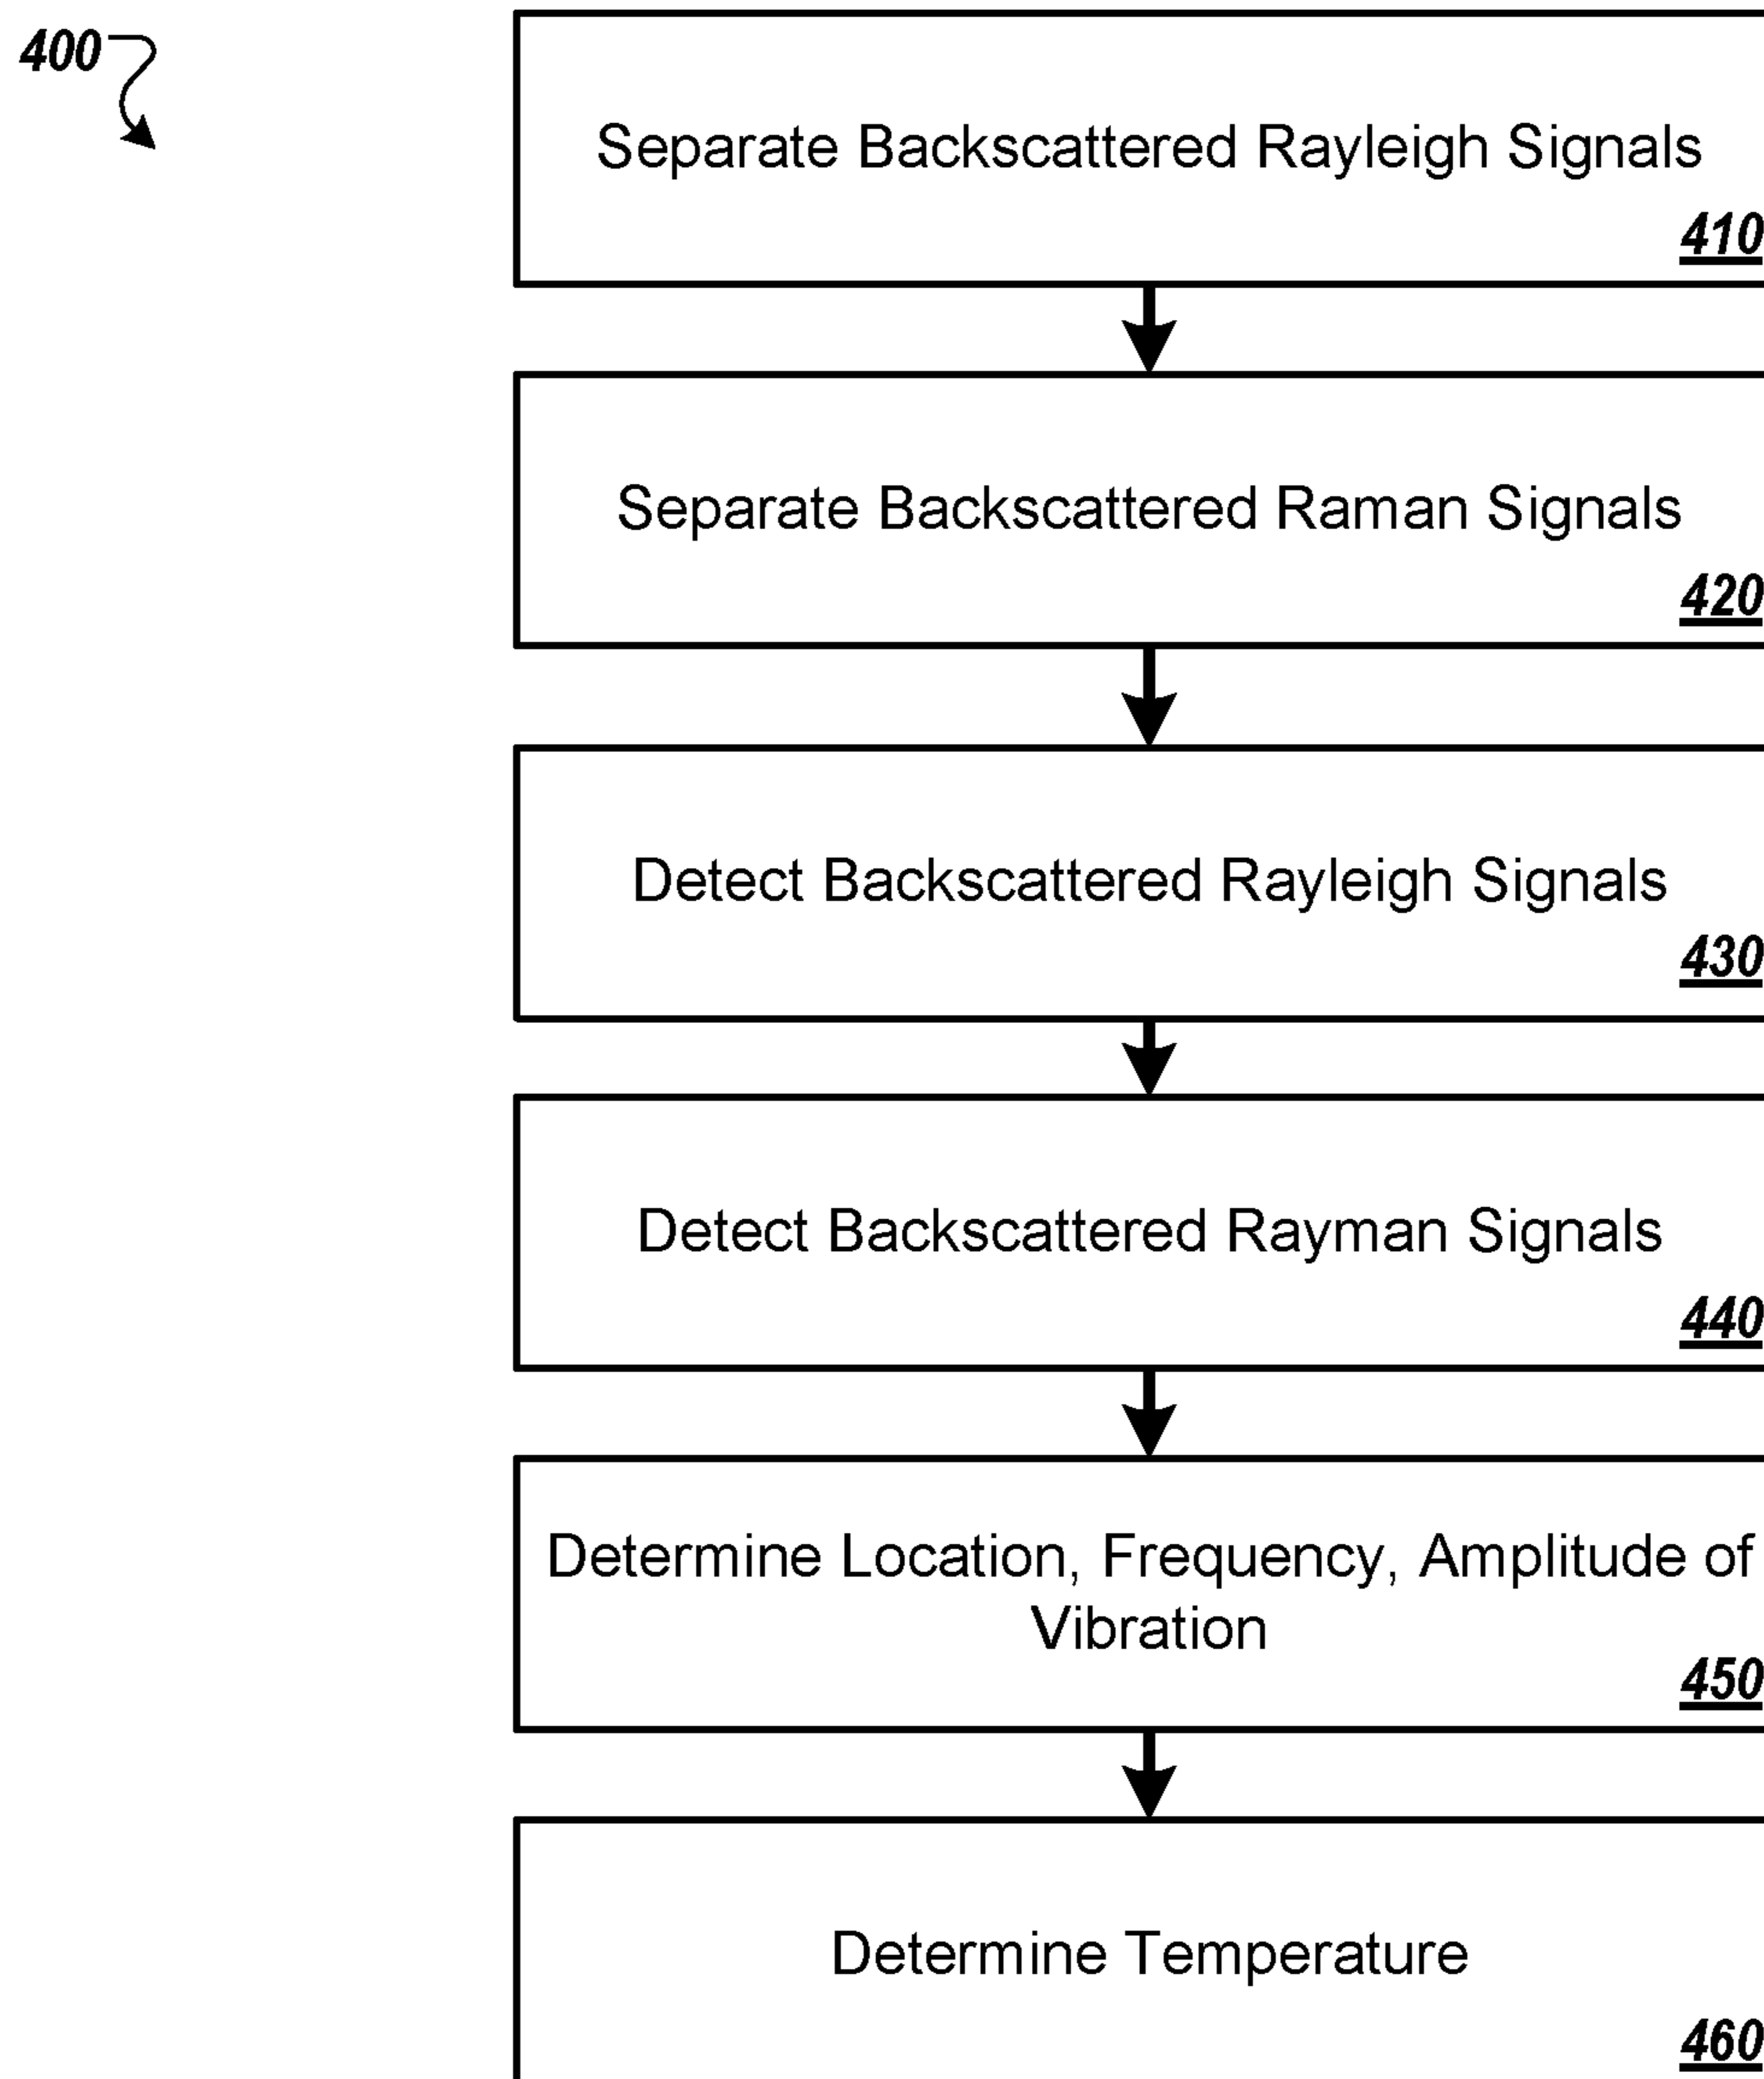 400
Separate Backscattered Rayleigh Signals
410
Separate Backscattered Raman Signals
420
Detect Backscattered Rayleigh Signals
430
Detect Backscattered Rayman Signals
440
Determine Location, Frequency, Amplitude of
Vibration
450
Determine Temperature
460